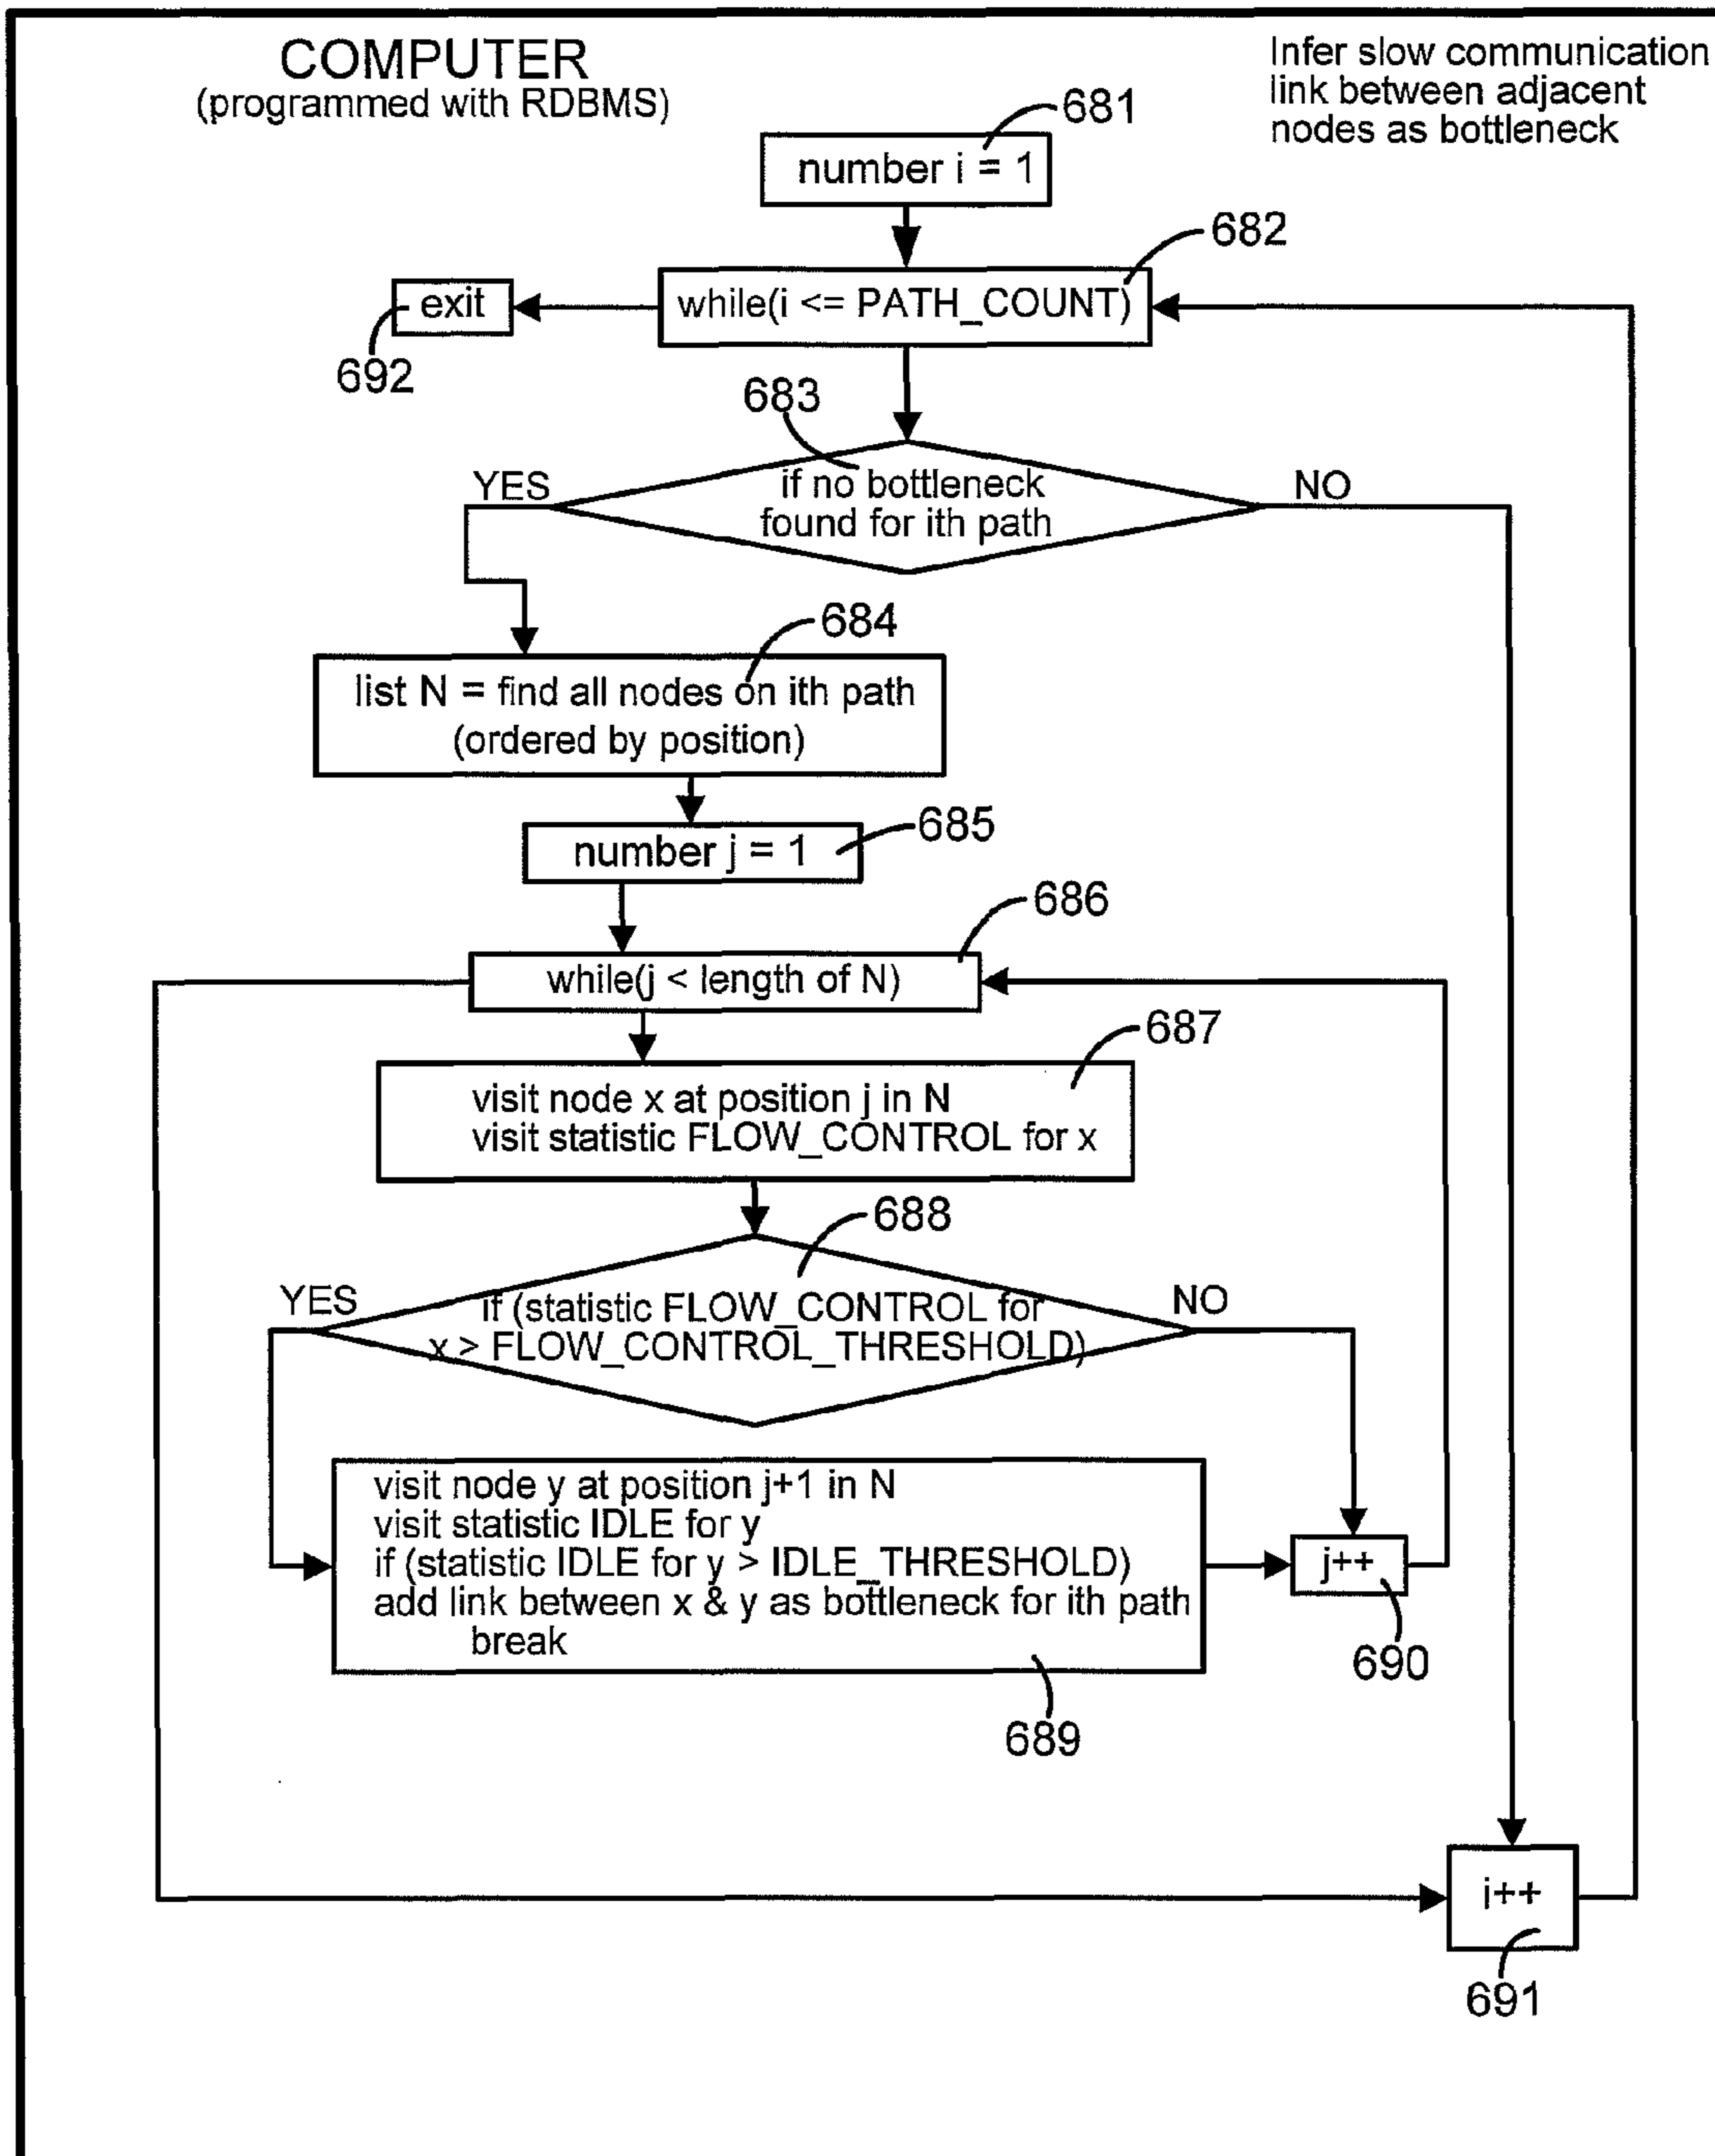 COMPUTER
(programmed with RDBMS)
Infer slow communication
link between adjacent
nodes as bottleneck
681
number i = 1
682
while(i <= PATH_COUNT)
exit
692
683
YES
if no bottleneck
found for ith path
NO
684
list N = find all nodes on ith path
(ordered by position)
685
number j = 1
686
while(j < length of N)
687
visit node x at position j in N
visit statistic FLOW_CONTROL for x
688
YES
if (statistic FLOW_CONTROL for
x > FLOW_CONTROL_THRESHOLD)
NO
visit node y at position j+1 in N
visit statistic IDLE for y
if (statistic IDLE for y > IDLE_THRESHOLD)
add link between x & y as bottleneck for ith path
break
j++
690
689
i++
691